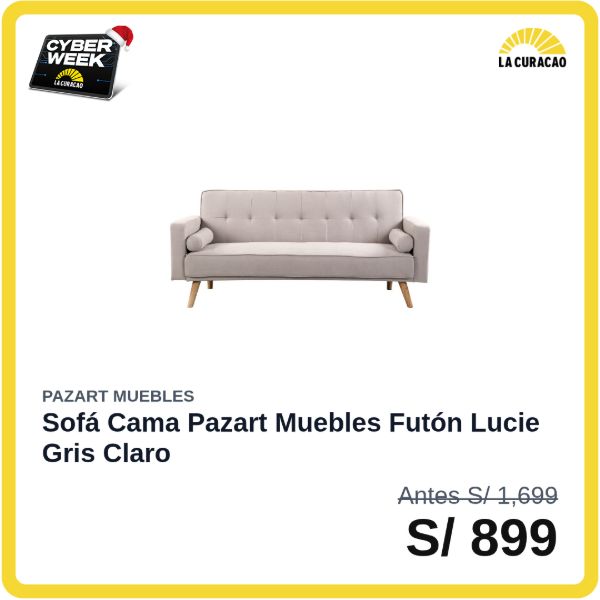 CYBER
WEEK
LA CURACAO
LA CURACAO
PAZART MUEBLES
Sofá Cama Pazart Muebles Futón Lucie
Gris Claro
Antes S/ 1,699
S/ 899